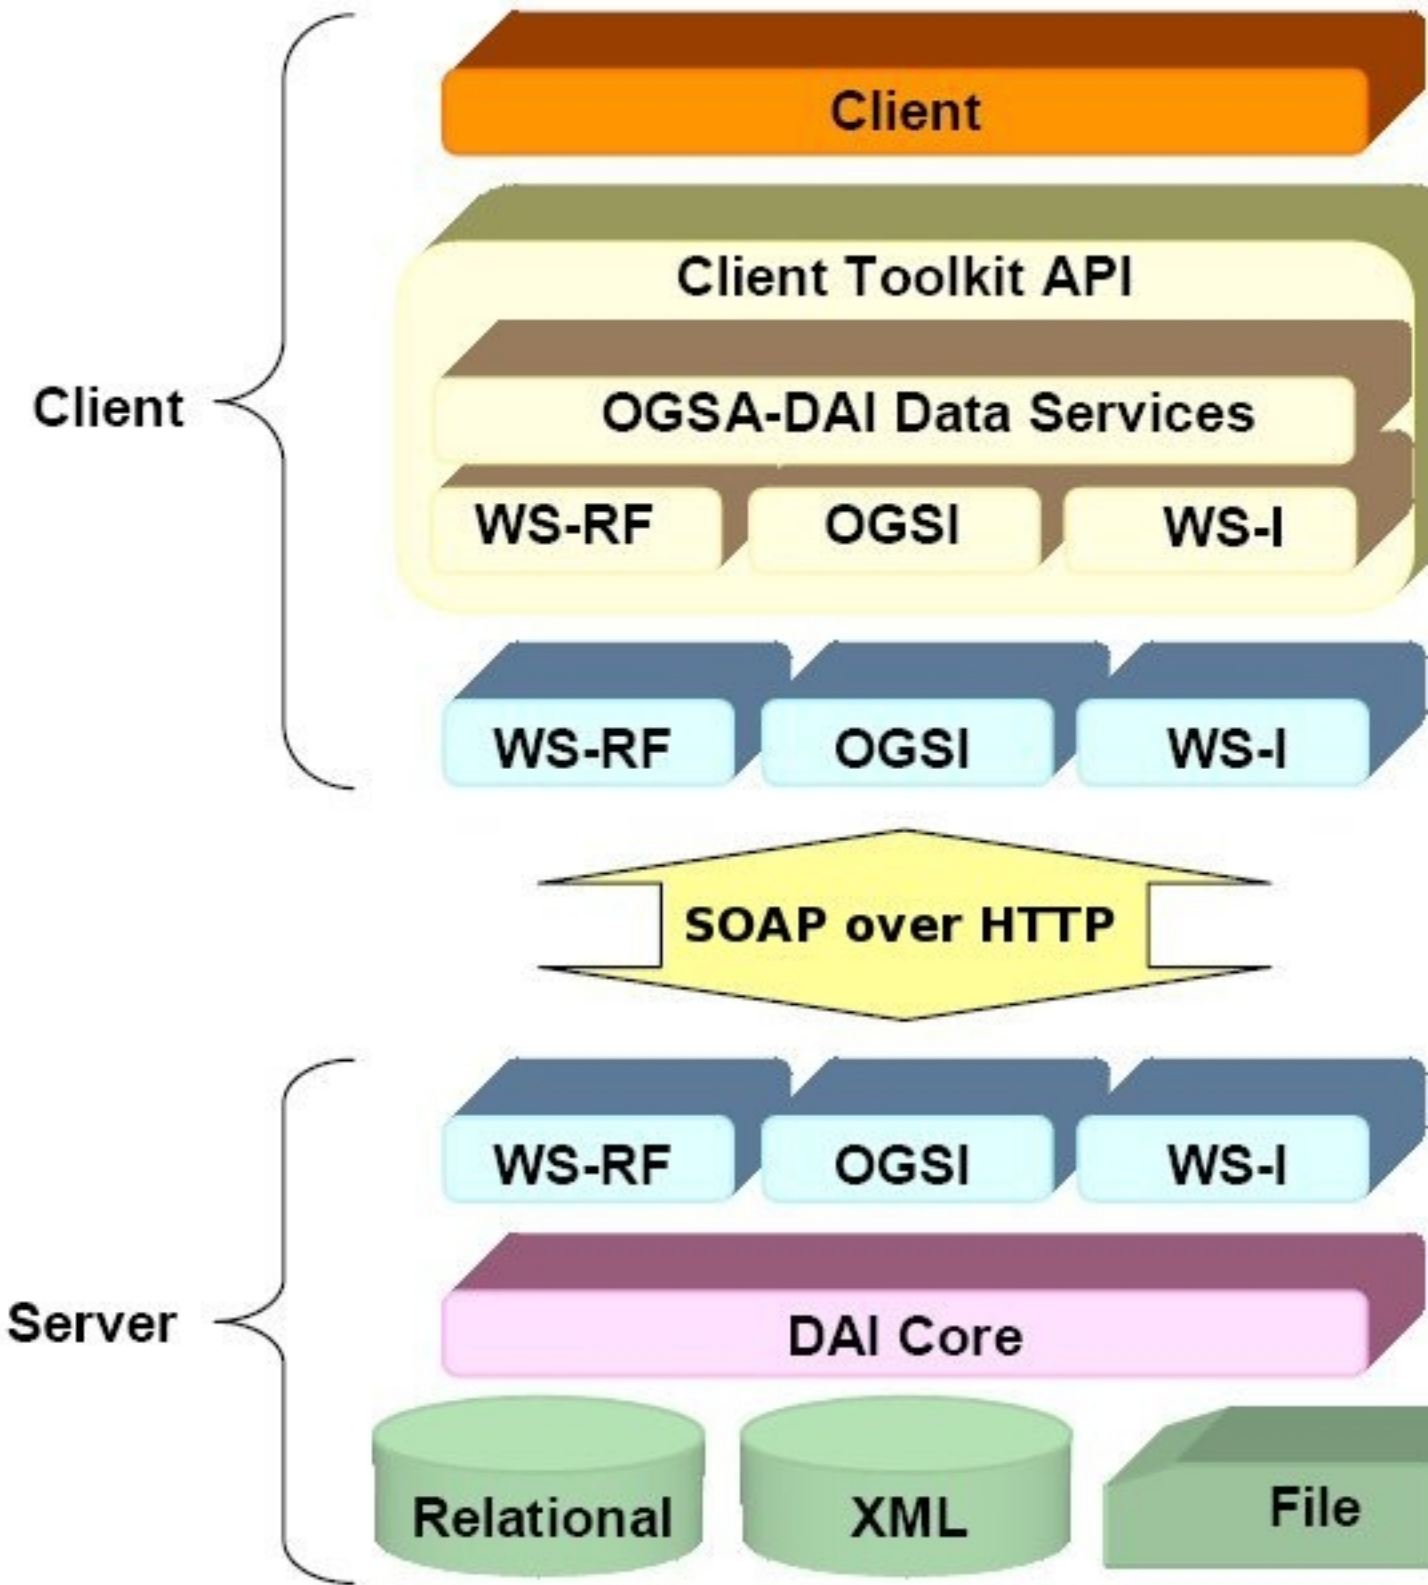 Client
Client Toolkit API
Client
OGSA-DAI Data Services
WS-RF OGSI WS-I
WS-RF OGSI WS-I
SOAP over HTTP
WS-RF OGSI WS-I
Server
DAI Core
Relational XML File